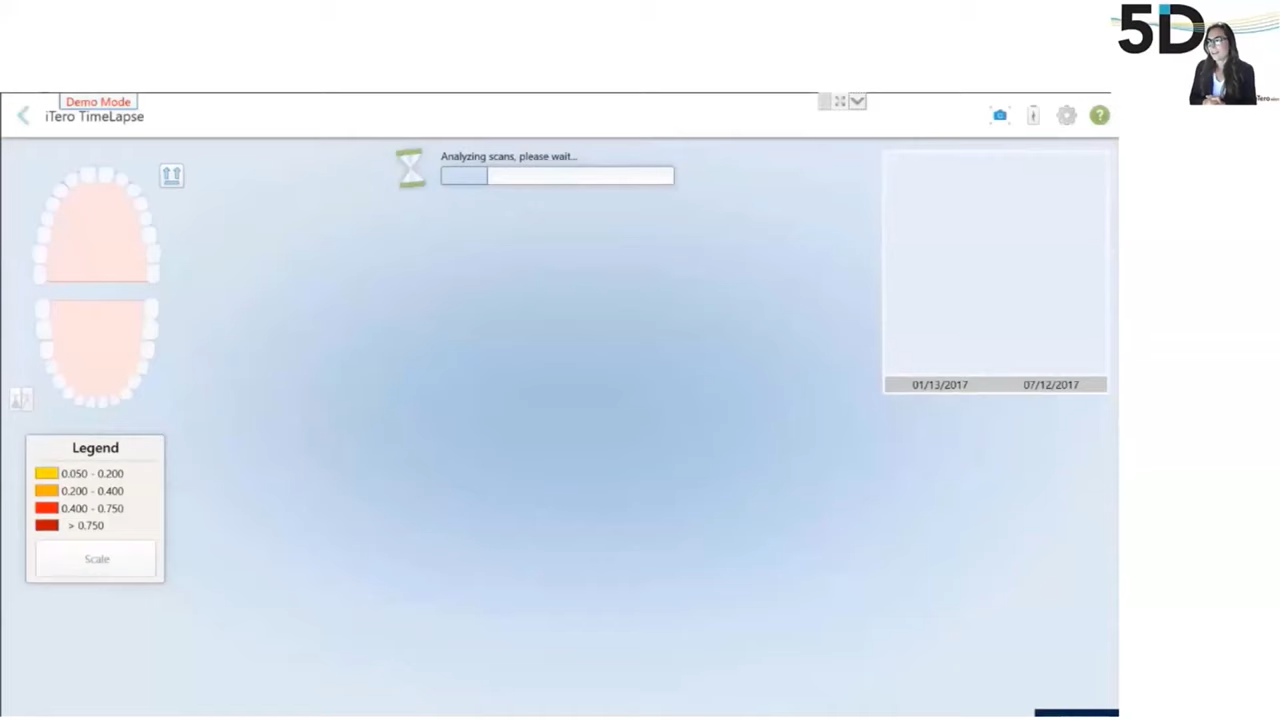 5D
Demo Mode
iTero TimeLapse
Analyzing scans, please wait...
01/13/2017 07/12/2017
Legend
0.050 - 0.200
0.200 - 0.400
0.400 - 0.750
> 0.750
Scale
?